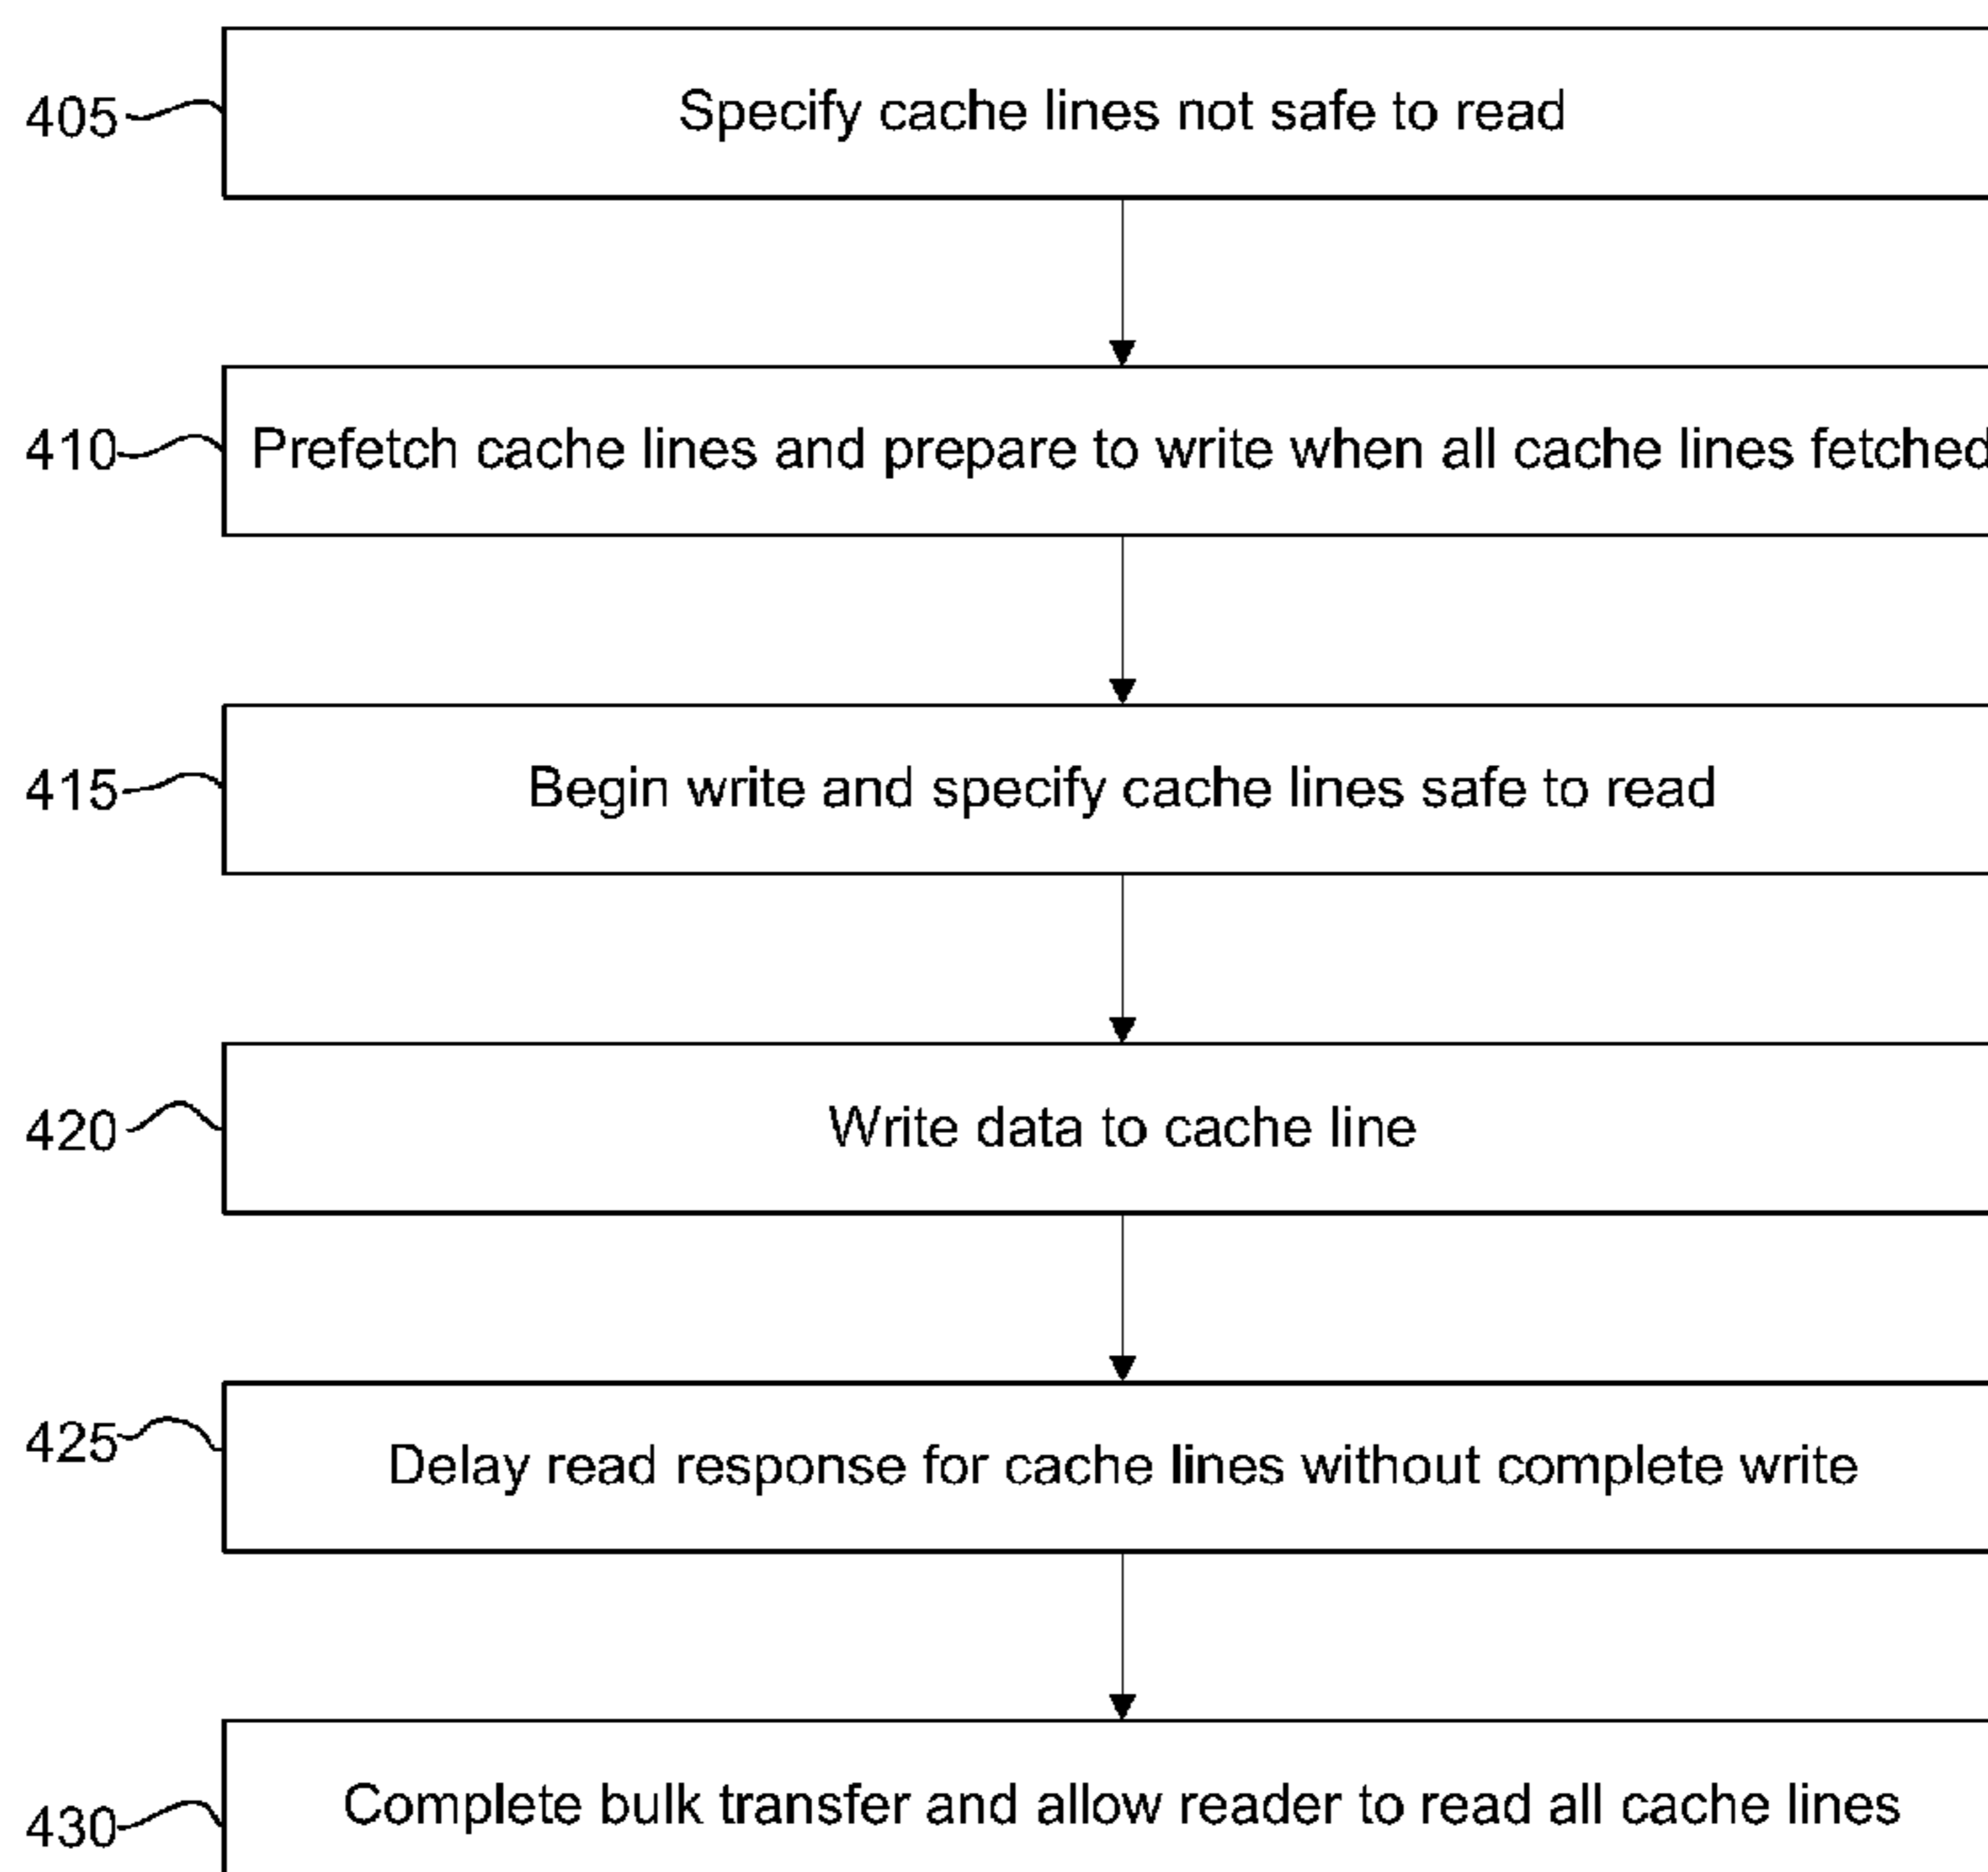 405 Specify cache lines not safe to read
410 Prefetch cache lines and prepare to write when all cache lines fetched
415 Begin write and specify cache lines safe to read
420 Write data to cache line
425 Delay read response for cache lines without complete write
430 Complete bulk transfer and allow reader to read all cache lines